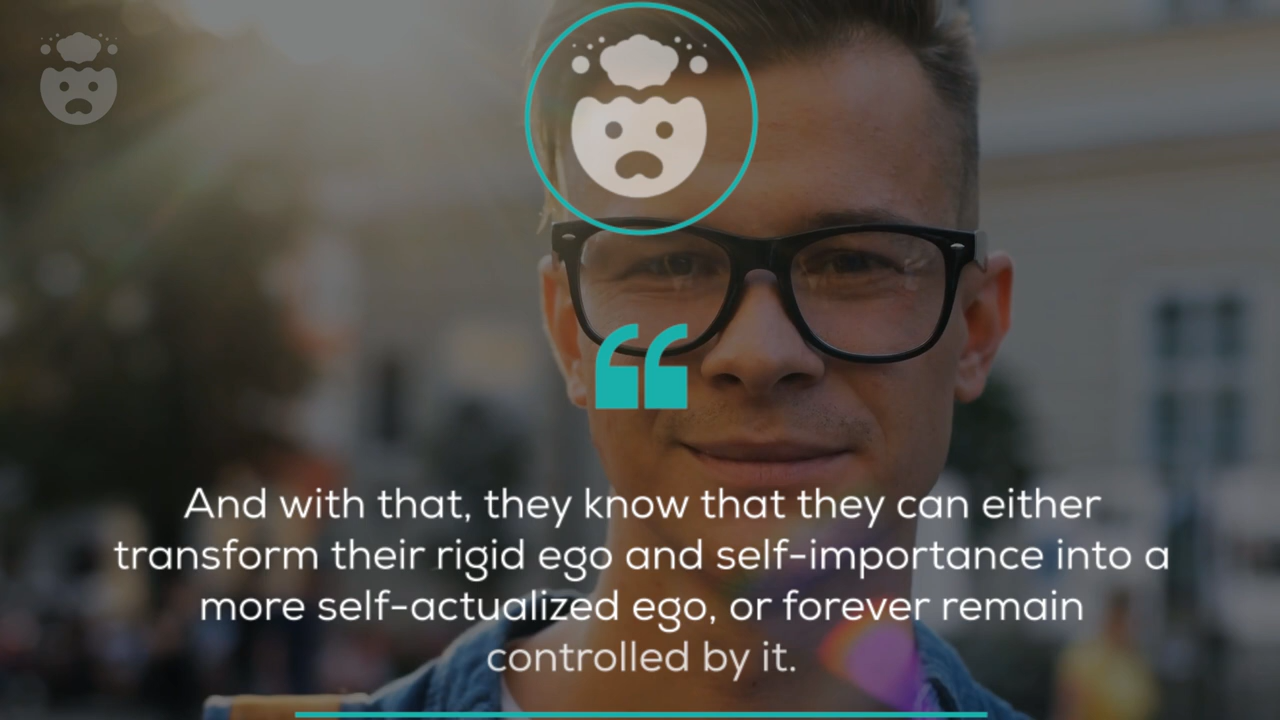 And with that, they know that they can either
transform their rigid ego and self-importance into a
more self-actualized ego, or forever remain
controlled by it.